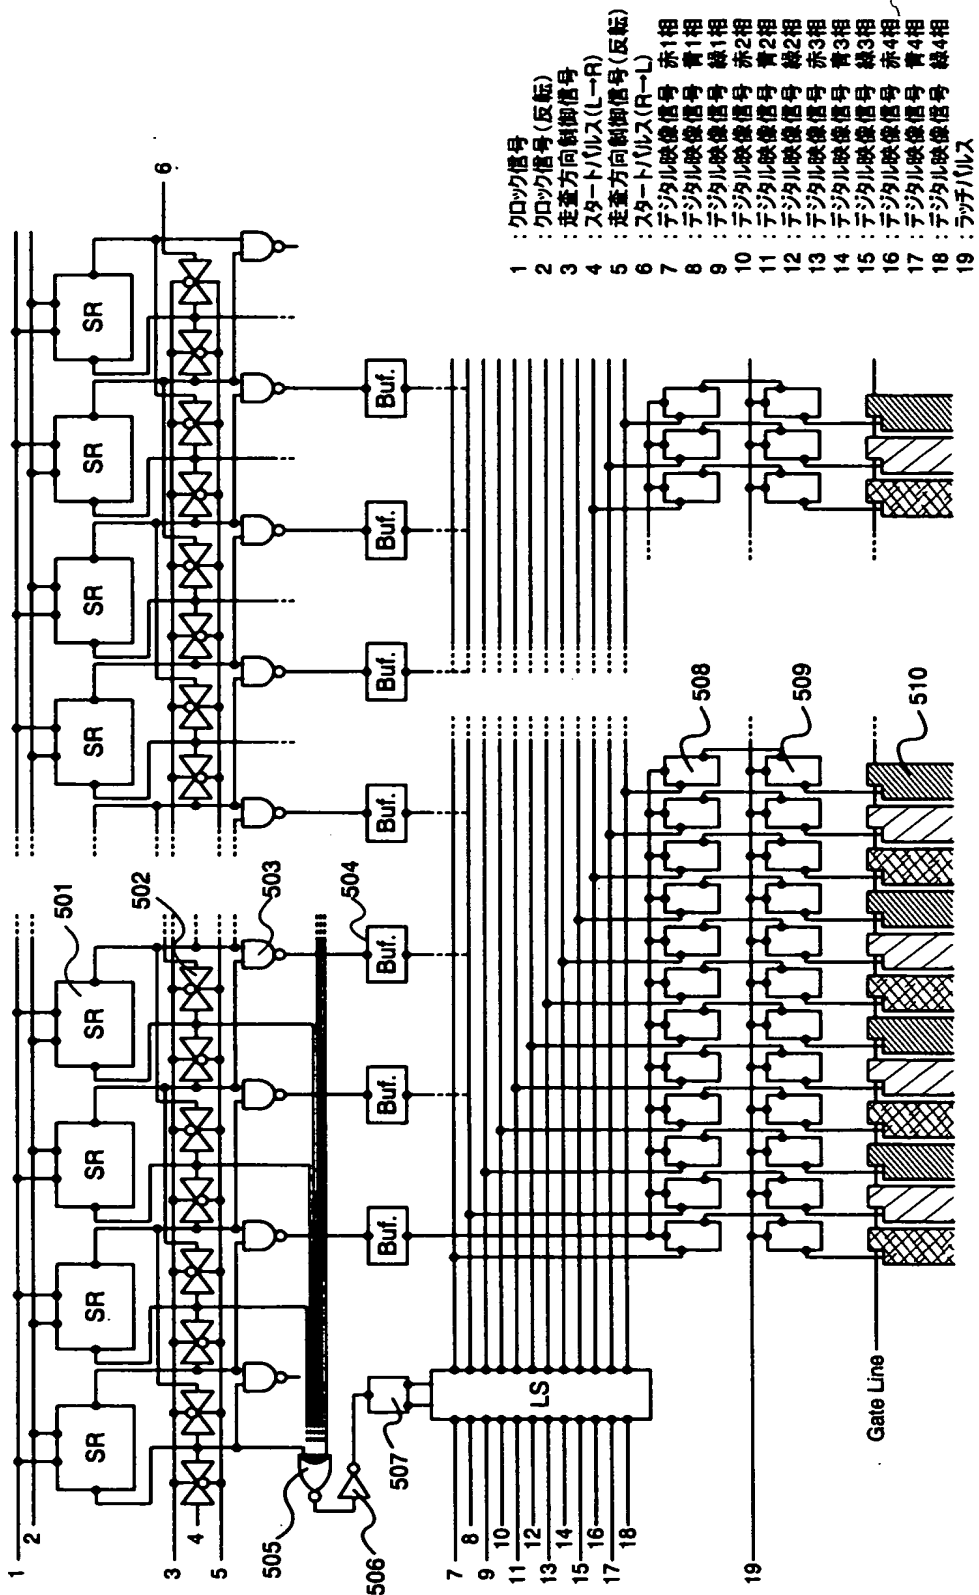 1
2
3
4
5
6
SR
SR
SR
SR
SR
SR
SR
SR
501
502
503
504
505
506
507
Buf.
Buf.
Buf.
Buf.
Buf.
Buf.
Buf.
LS
7
8
9
10
11
12
13
14
15
16
17
18
508
19
509
Gate Line
510
1 : クロック信号
2 : クロック信号(反転)
3 : 走査方向制御信号
4 : スタートパルス(L→R)
5 : 走査方向制御信号(反転)
6 : スタートパルス(R→L)
7 : デジタル映像信号 赤1相
8 : デジタル映像信号 青1相
9 : デジタル映像信号 緑1相
10 : デジタル映像信号 赤2相
11 : デジタル映像信号 青2相
12 : デジタル映像信号 緑2相
13 : デジタル映像信号 赤3相
14 : デジタル映像信号 青3相
15 : デジタル映像信号 緑3相
16 : デジタル映像信号 赤4相
17 : デジタル映像信号 青4相
18 : デジタル映像信号 緑4相
19 : ラッチパルス